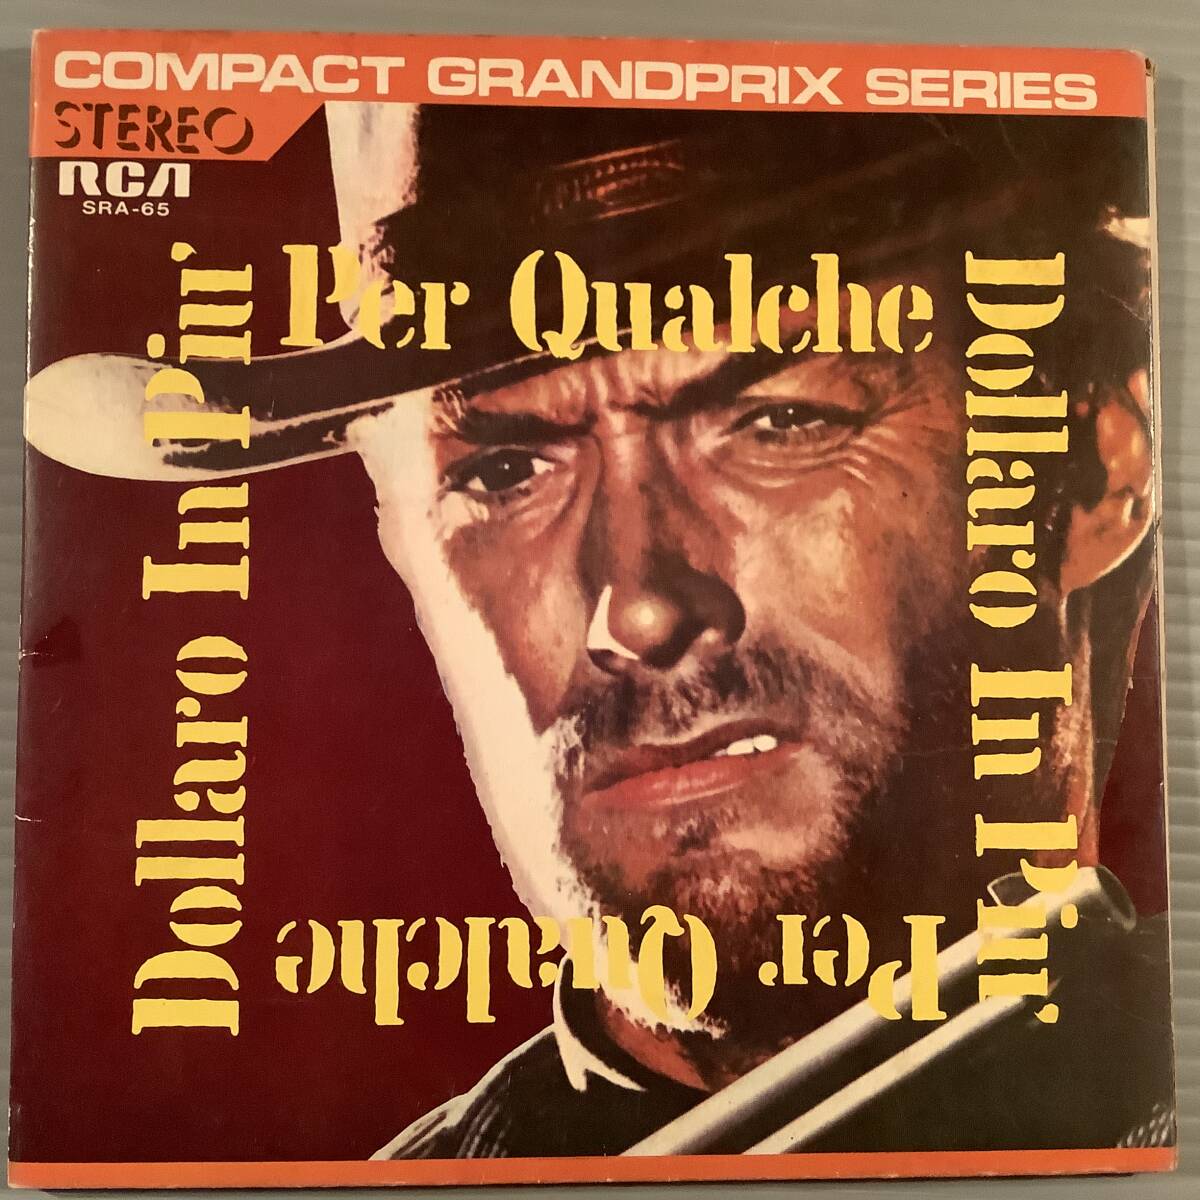 COMPACT GRANDPRIX SERIES
STEREO
RCA
SRA-65
Per Qualche
Dollaro In Piu'
Per Qualche
Dollaro In Piu'